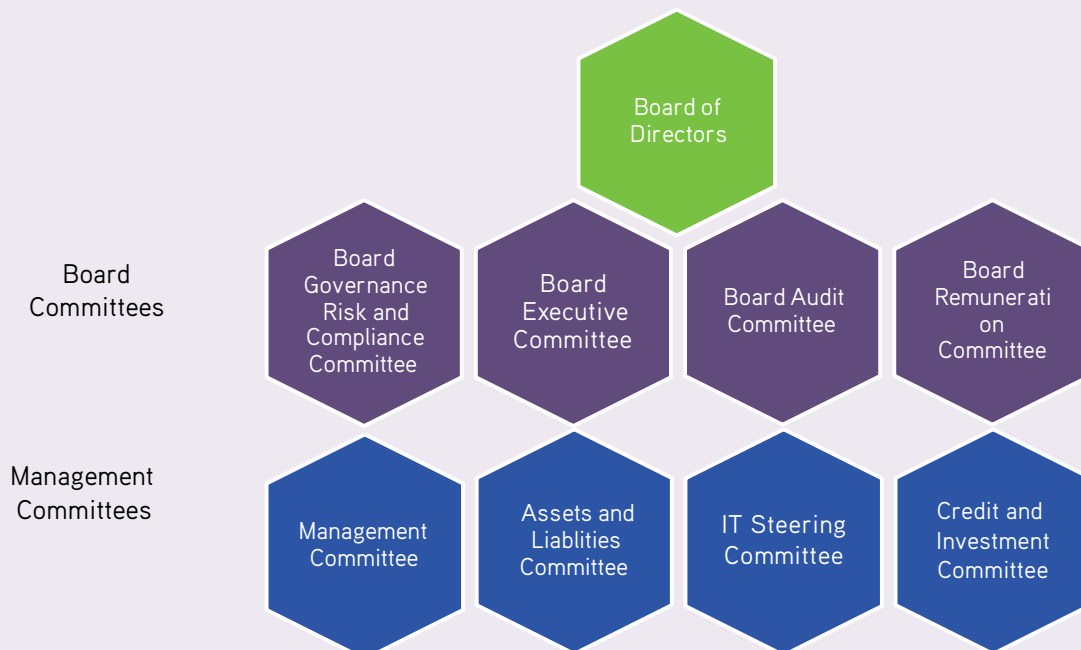 Board of
Directors
Board
Committees
Board
Governance
Risk and
Compliance
Committee
Board
Executive
Committee
Board Audit
Committee
Board
Remunerati
on
Committee
Management
Committees
Management
Committee
Assets and
Liablities
Committee
IT Steering
Committee
Credit and
Investment
Committee